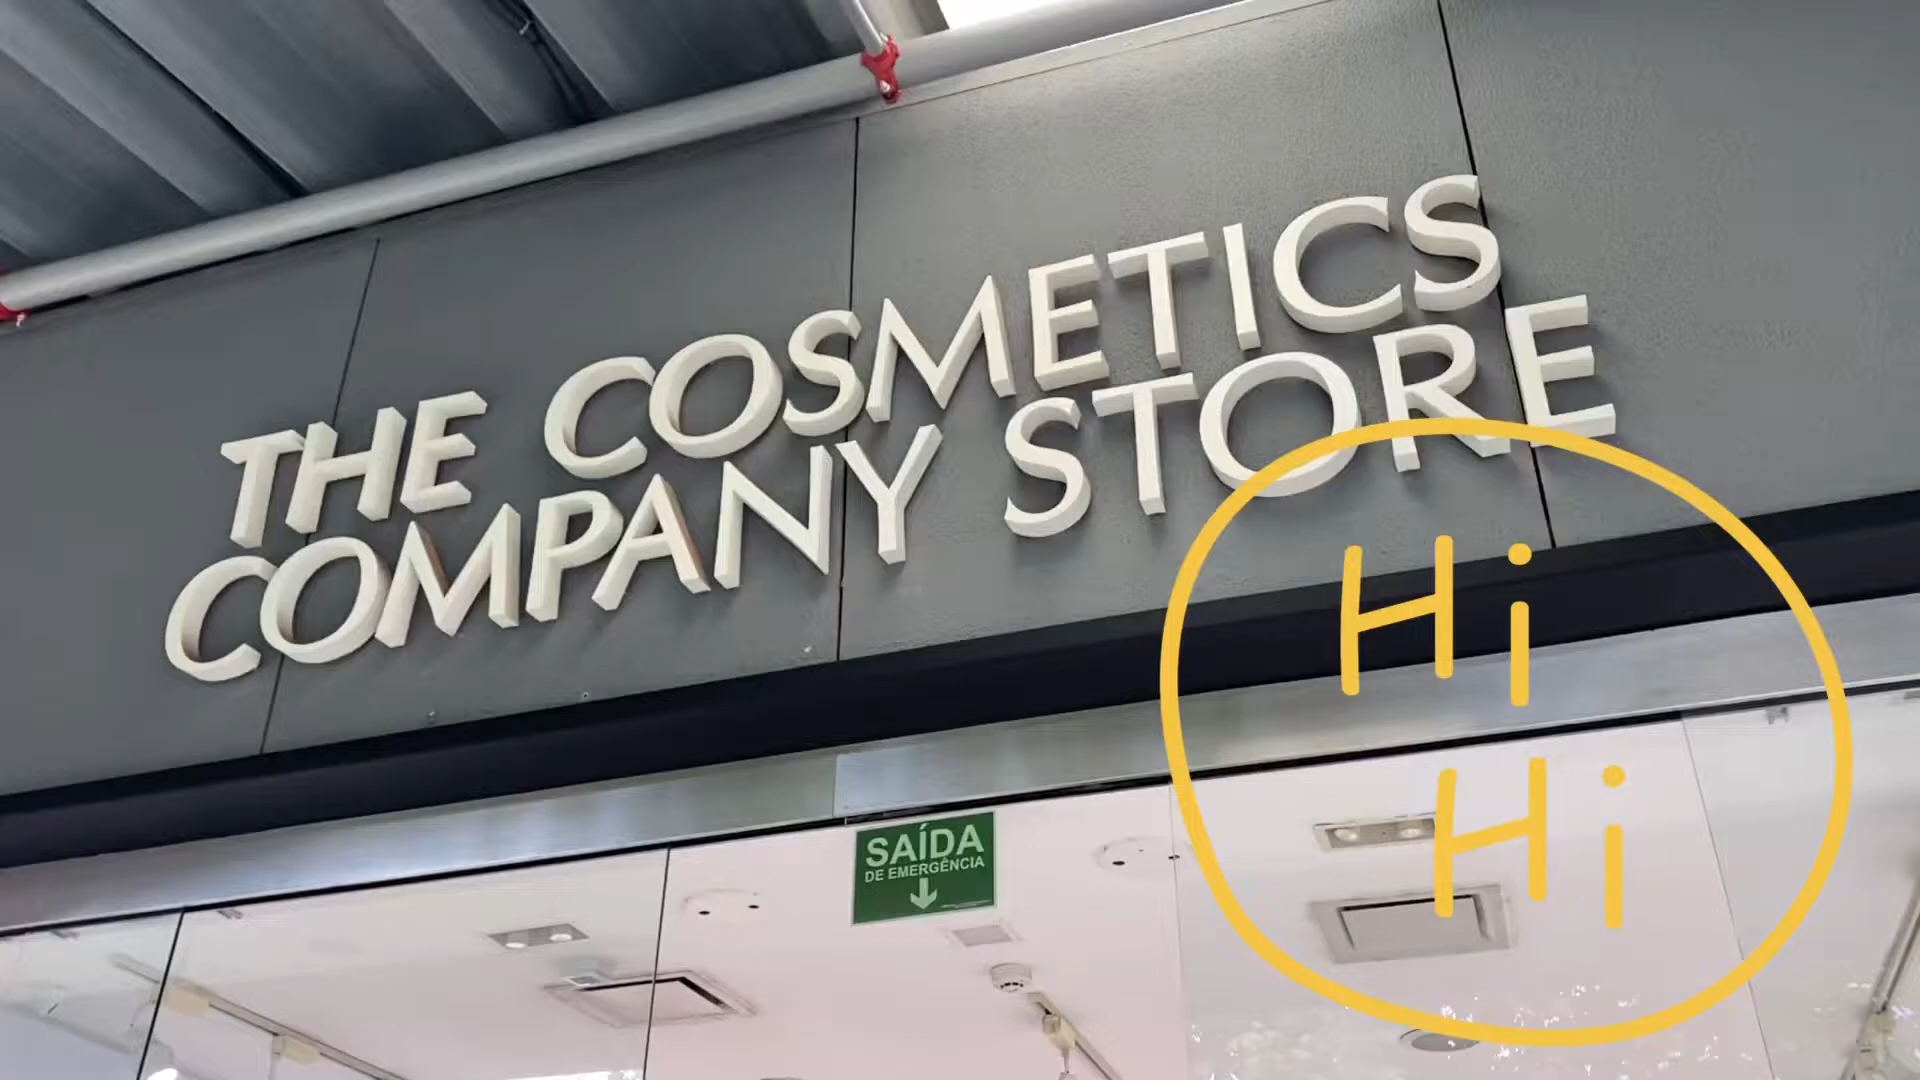 THE COSMETICS
COMPANY STORE
SAÍDA
DE EMERGÊNCIA
Hi
Hi